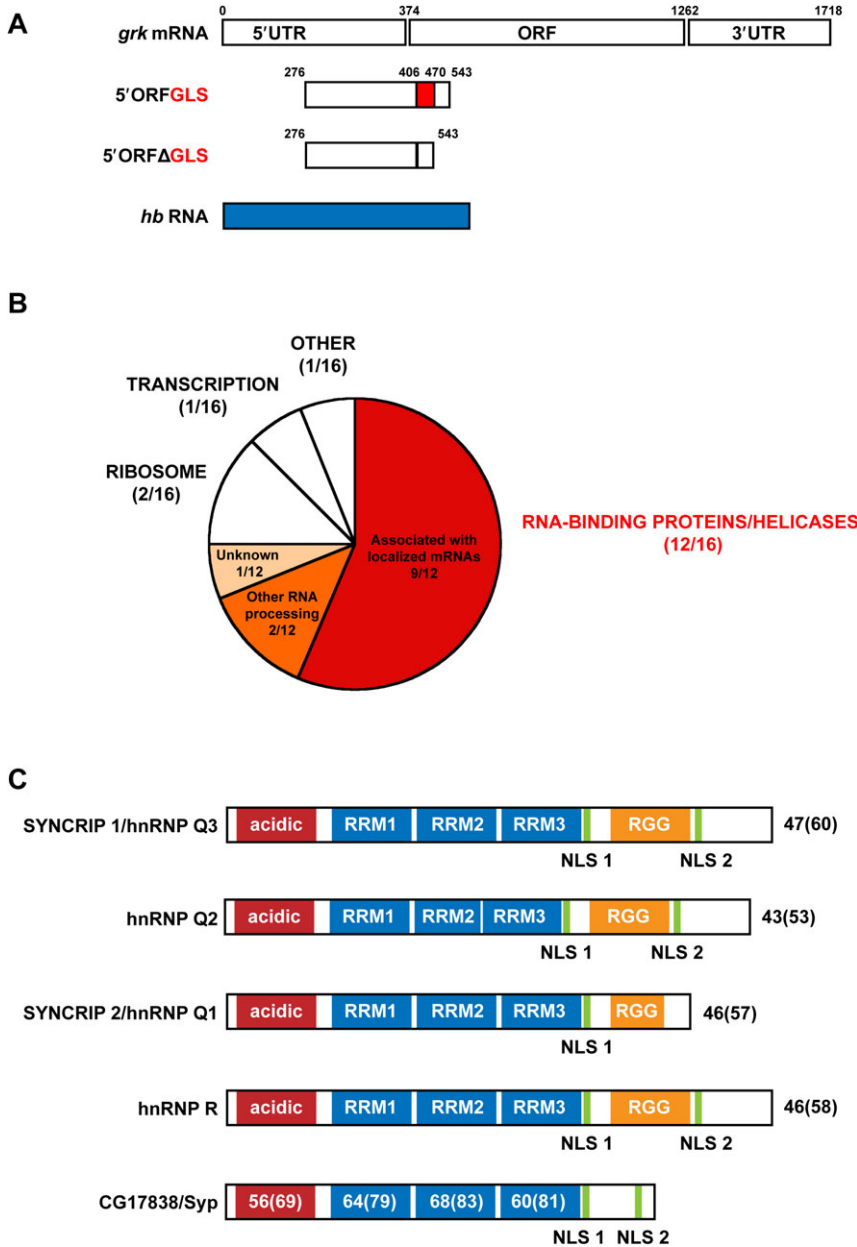 A
0 374 1262 1718
grk mRNA 5'UTR ORF 3'UTR
276 406 470 543
5'ORFGLS
276 543
5'ORFΔGLS
hb RNA
B
OTHER
(1/16)
TRANSCRIPTION
(1/16)
RIBOSOME
(2/16)
RNA-BINDING PROTEINS/HELICASES
(12/16)
Associated with
localized mRNAs
9/12
Unknown
1/12
Other RNA
processing
2/12
C
SYNCRIP 1/hnRNP Q3 acidic RRM1 RRM2 RRM3 RGG 47(60)
NLS 1 NLS 2
hnRNP Q2 acidic RRM1 RRM2 RRM3 RGG 43(53)
NLS 1 NLS 2
SYNCRIP 2/hnRNP Q1 acidic RRM1 RRM2 RRM3 RGG 46(57)
NLS 1
hnRNP R acidic RRM1 RRM2 RRM3 RGG 46(58)
NLS 1 NLS 2
CG17838/Syp 56(69) 64(79) 68(83) 60(81)
NLS 1 NLS 2